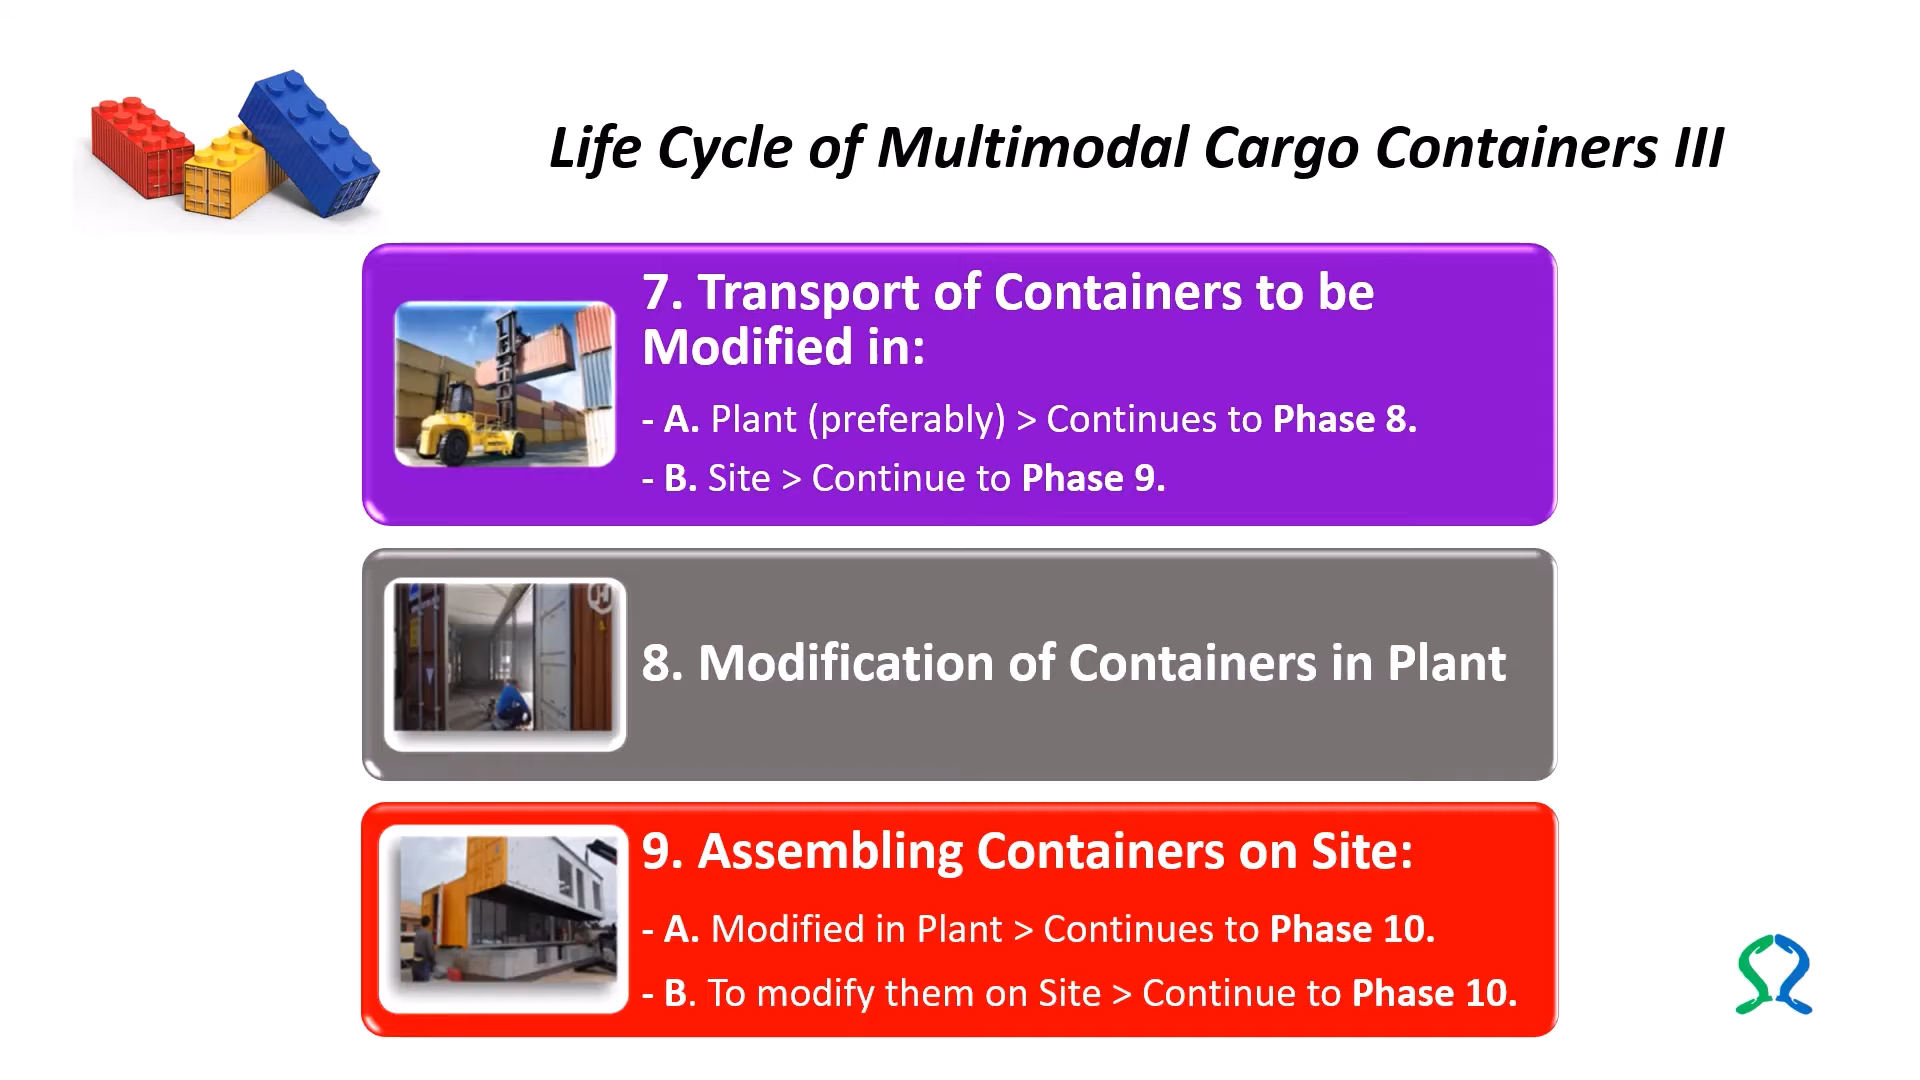 Life Cycle of Multimodal Cargo Containers III
7. Transport of Containers to be
Modified in:
- A. Plant (preferably) > Continues to Phase 8.
- B. Site > Continue to Phase 9.
8. Modification of Containers in Plant
9. Assembling Containers on Site:
- A. Modified in Plant > Continues to Phase 10.
- B. To modify them on Site > Continue to Phase 10.